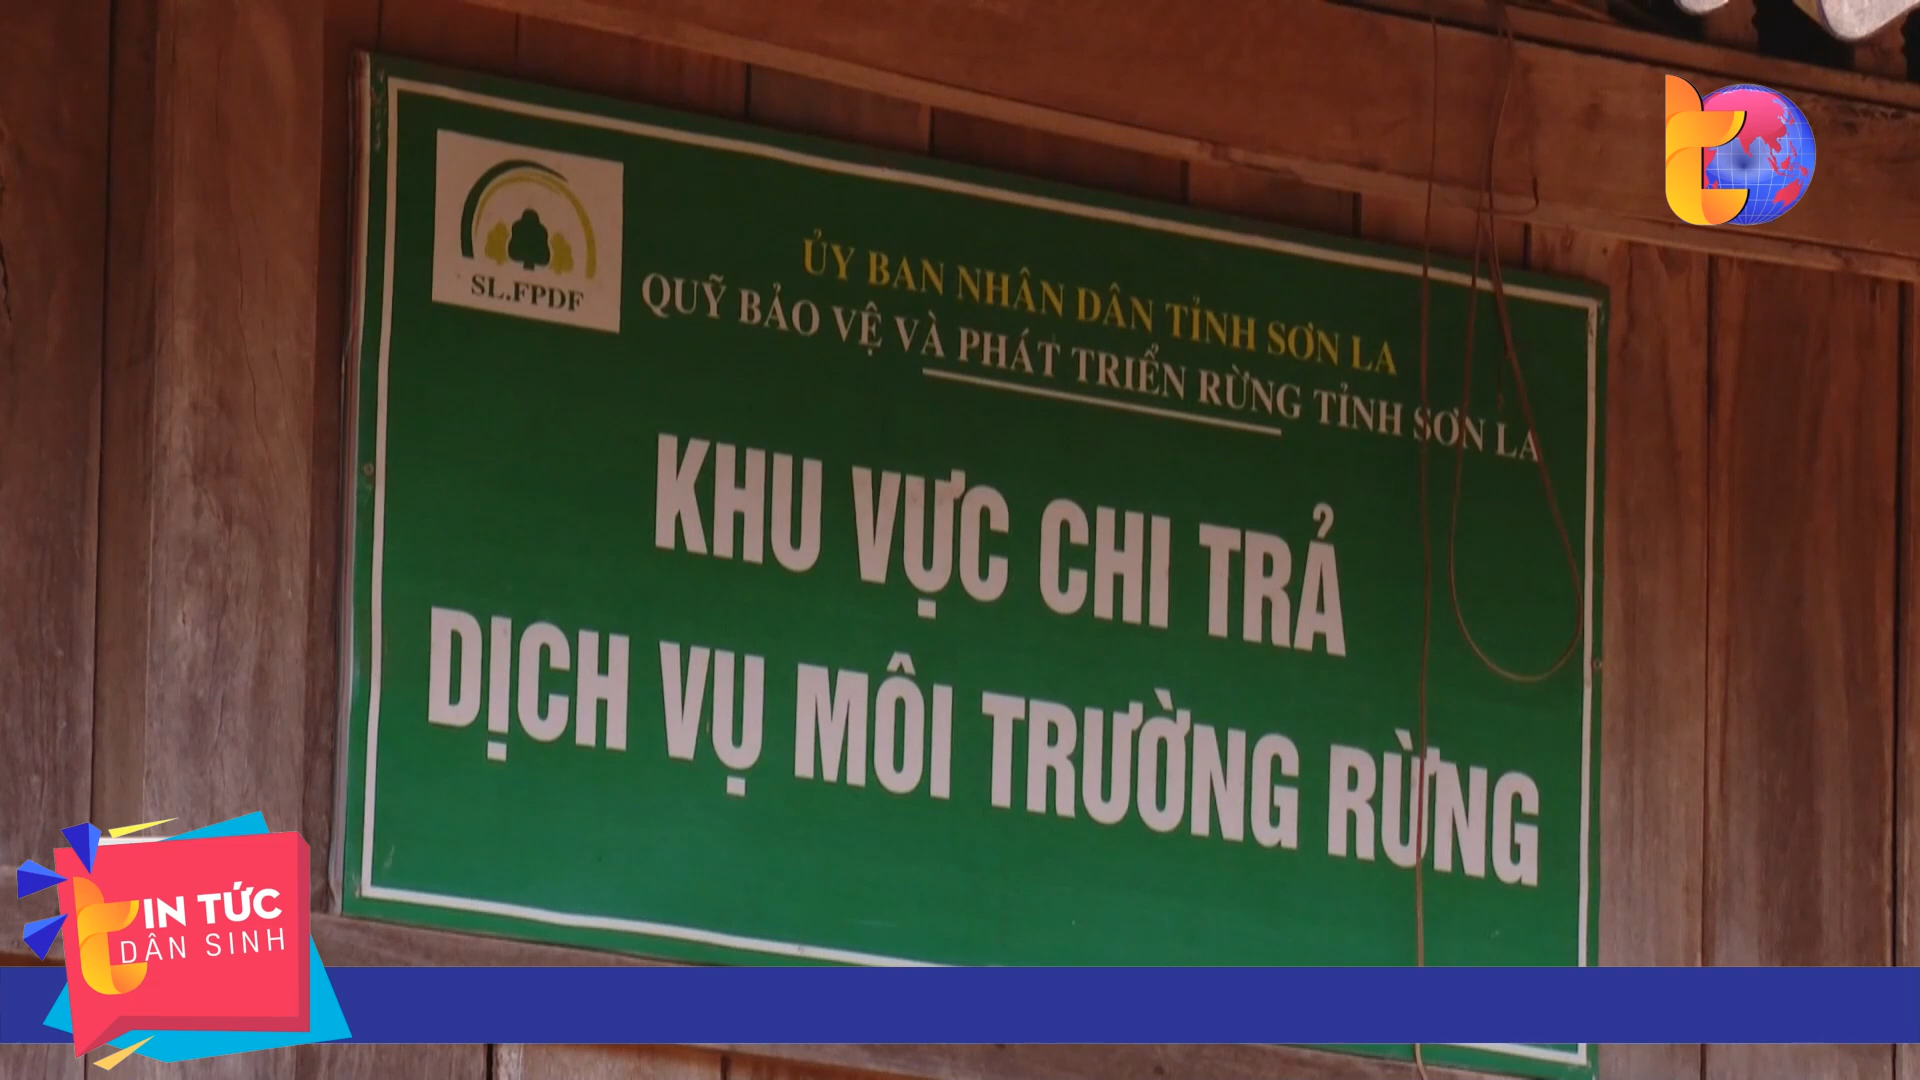 SL.FPDF
ỦY BAN NHÂN DÂN TỈNH SƠN LA
QUỸ BẢO VỆ VÀ PHÁT TRIỂN RỪNG TỈNH SƠN LA
KHU VỰC CHI TRẢ
DỊCH VỤ MÔI TRƯỜNG RỪNG
TIN TỨC
DÂN SINH